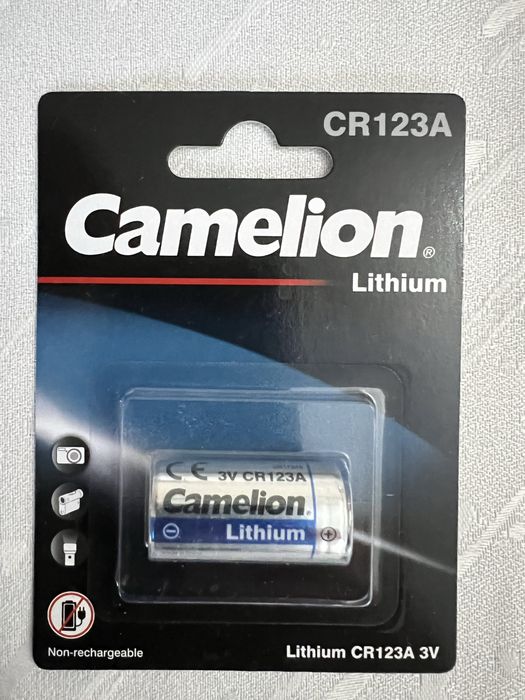 CR123A
Camelion®
Lithium
CE 3V CR123A
Camelion®
Lithium
Non-rechargeable
Lithium CR123A 3V